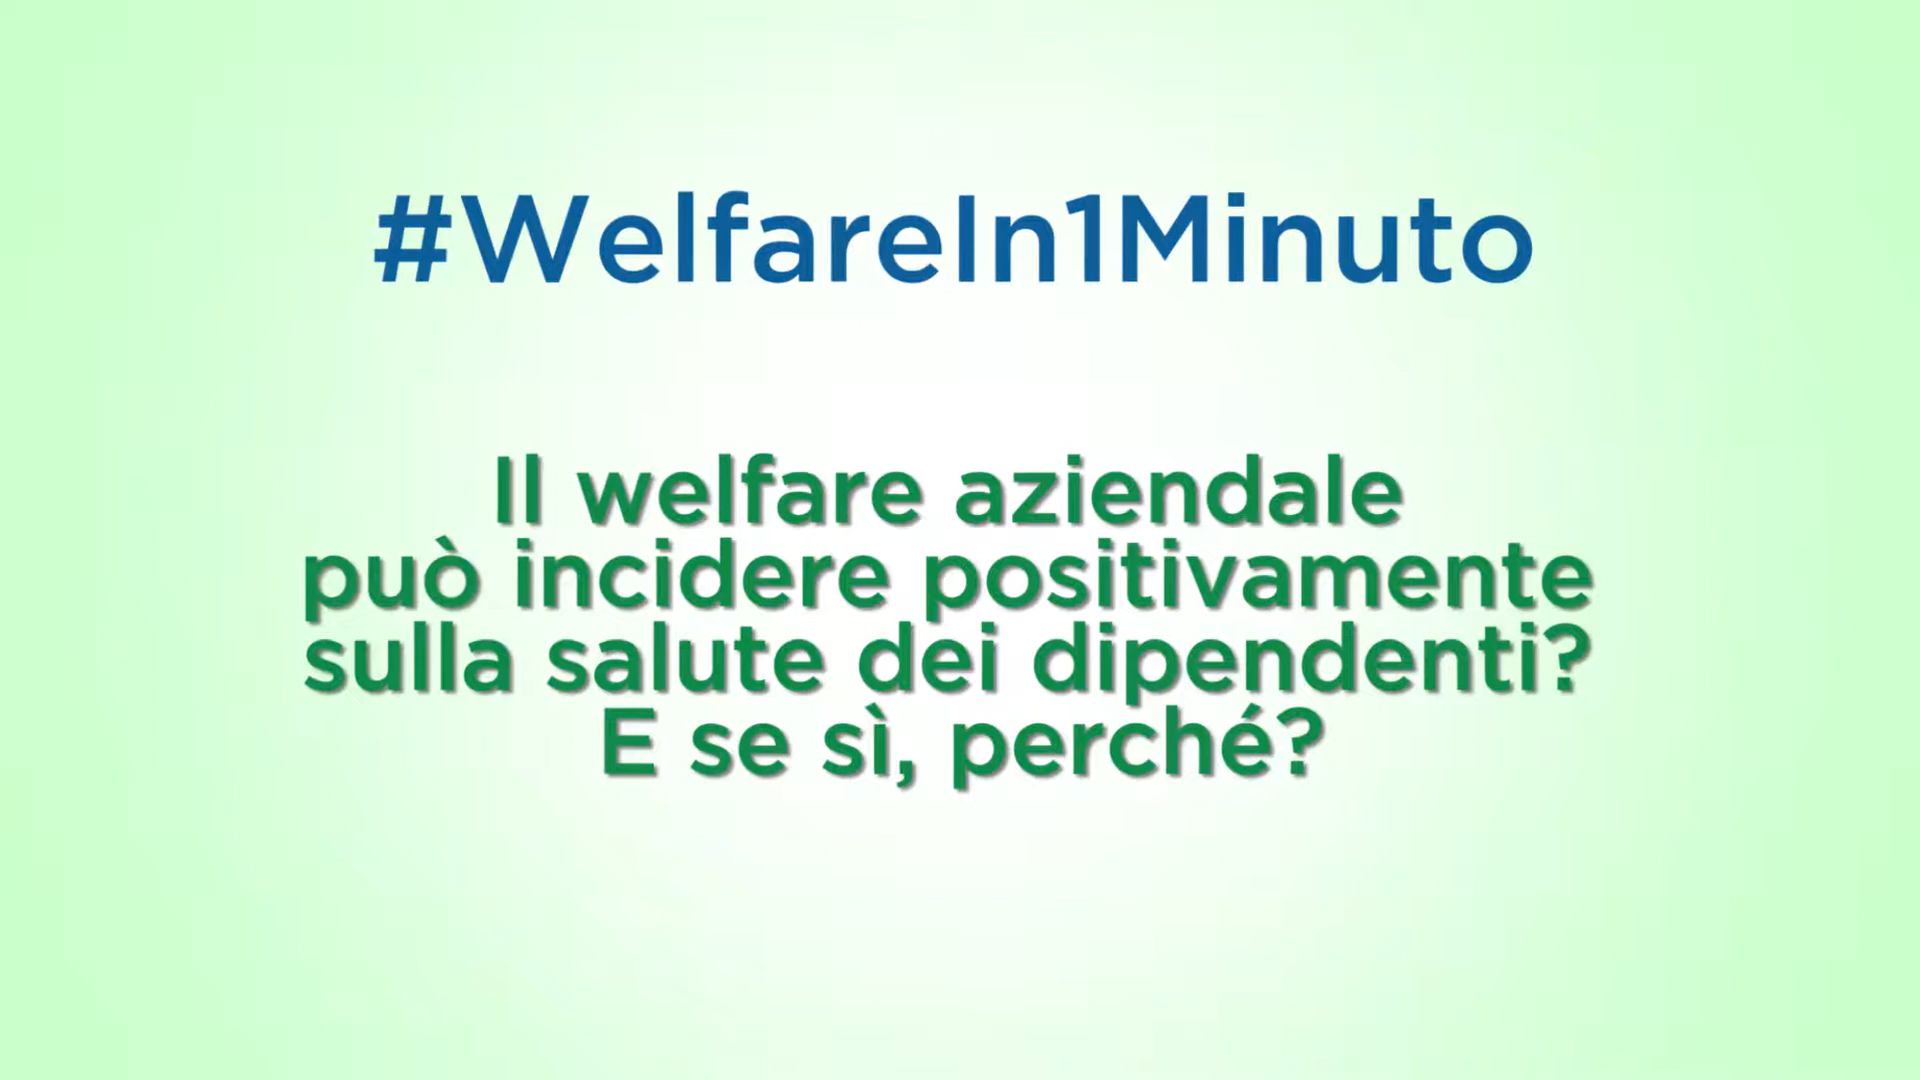 #WelfareIn1Minuto
Il welfare aziendale
può incidere positivamente
sulla salute dei dipendenti?
E se sì, perché?